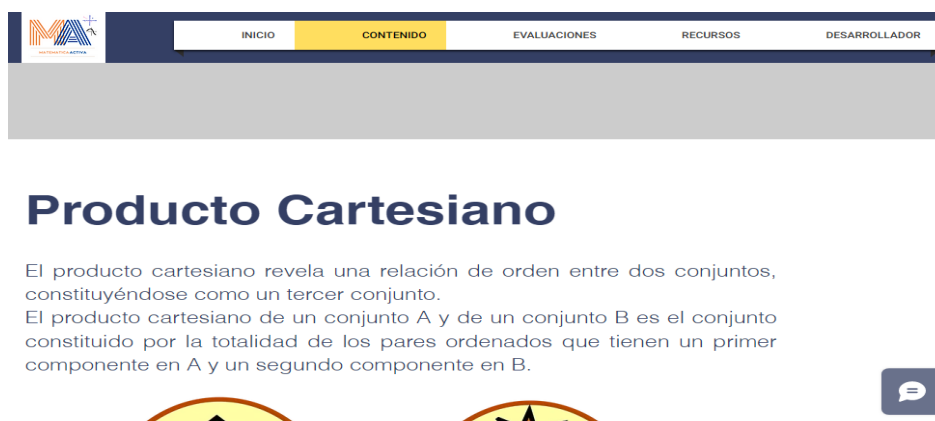 INICIO CONTENIDO EVALUACIONES RECURSOS DESARROLLADOR
MATEMÁTICA ACTIVA
Producto Cartesiano
El producto cartesiano revela una relación de orden entre dos conjuntos,
constituyéndose como un tercer conjunto.
El producto cartesiano de un conjunto A y de un conjunto B es el conjunto
constituido por la totalidad de los pares ordenados que tienen un primer
componente en A y un segundo componente en B.